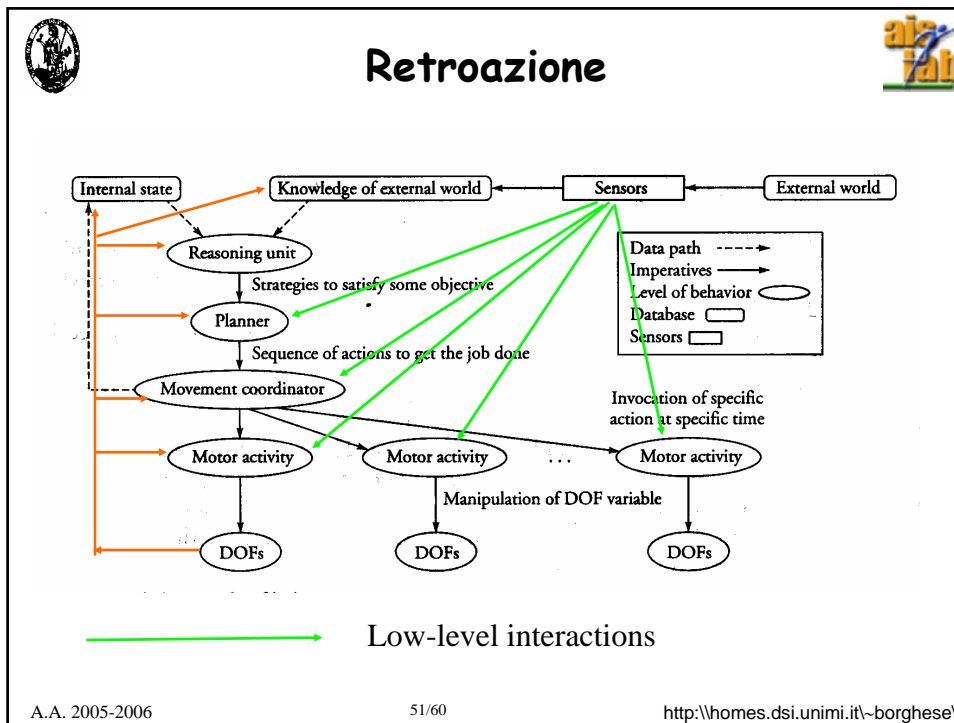 Retroazione
ais
lab
Internal state
Knowledge of external world
Sensors
External world
Reasoning unit
Data path
Imperatives
Level of behavior
Database
Sensors
Strategies to satisfy some objective
Planner
Sequence of actions to get the job done
Movement coordinator
Invocation of specific
action at specific time
Motor activity
Motor activity
. . .
Motor activity
Manipulation of DOF variable
DOFs
DOFs
DOFs
Low-level interactions
A.A. 2005-2006
51/60
http:\\homes.dsi.unimi.it\~borghese\